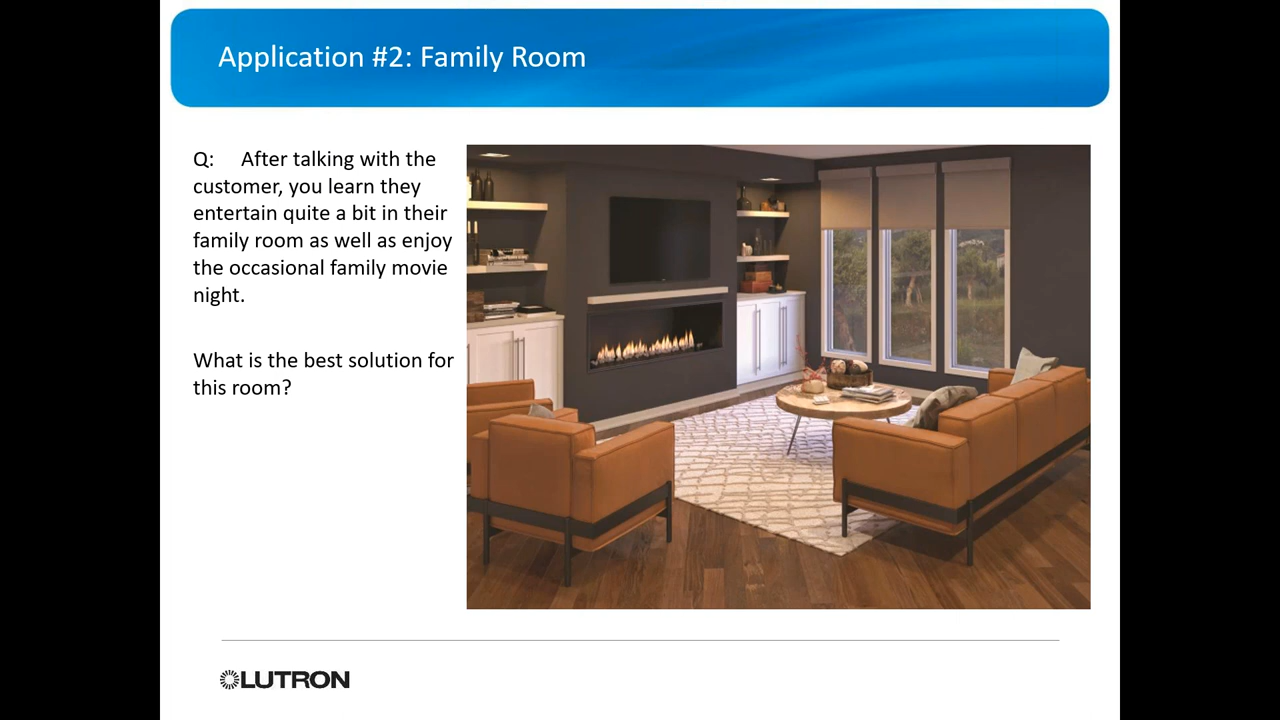 Application #2: Family Room
Q: After talking with the
customer, you learn they
entertain quite a bit in their
family room as well as enjoy
the occasional family movie
night.
What is the best solution for
this room?
LUTRON